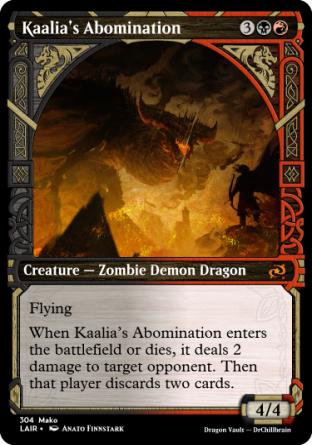 Kaalia's Abomination 3
Creature — Zombie Demon Dragon
Flying
When Kaalia's Abomination enters
the battlefield or dies, it deals 2
damage to target opponent. Then
that player discards two cards.
4/4
304 Mako
LAIR • Anato Finnstark
Dragon Vault — DrChillbrain